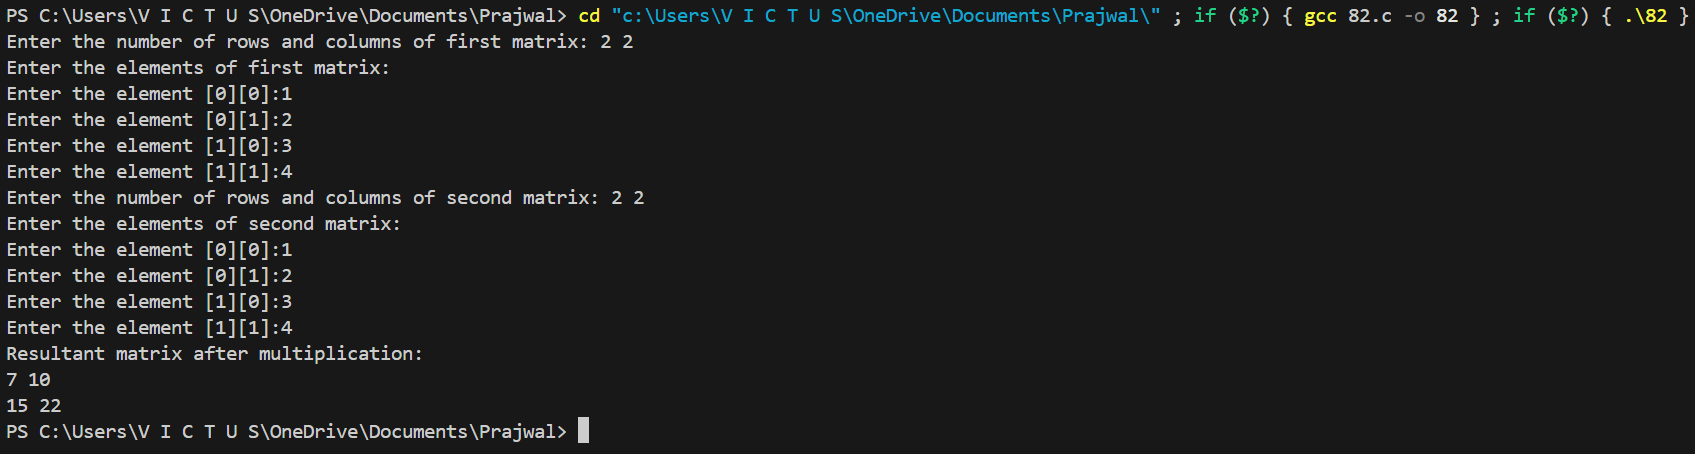 PS C:\Users\V I C T U S\OneDrive\Documents\Prajwal> cd "c:\Users\V I C T U S\OneDrive\Documents\Prajwal\" ; if ($?) { gcc 82.c -o 82 } ; if ($?) { .\82 }
Enter the number of rows and columns of first matrix: 2 2
Enter the elements of first matrix:
Enter the element [0][0]:1
Enter the element [0][1]:2
Enter the element [1][0]:3
Enter the element [1][1]:4
Enter the number of rows and columns of second matrix: 2 2
Enter the elements of second matrix:
Enter the element [0][0]:1
Enter the element [0][1]:2
Enter the element [1][0]:3
Enter the element [1][1]:4
Resultant matrix after multiplication:
7 10
15 22
PS C:\Users\V I C T U S\OneDrive\Documents\Prajwal>